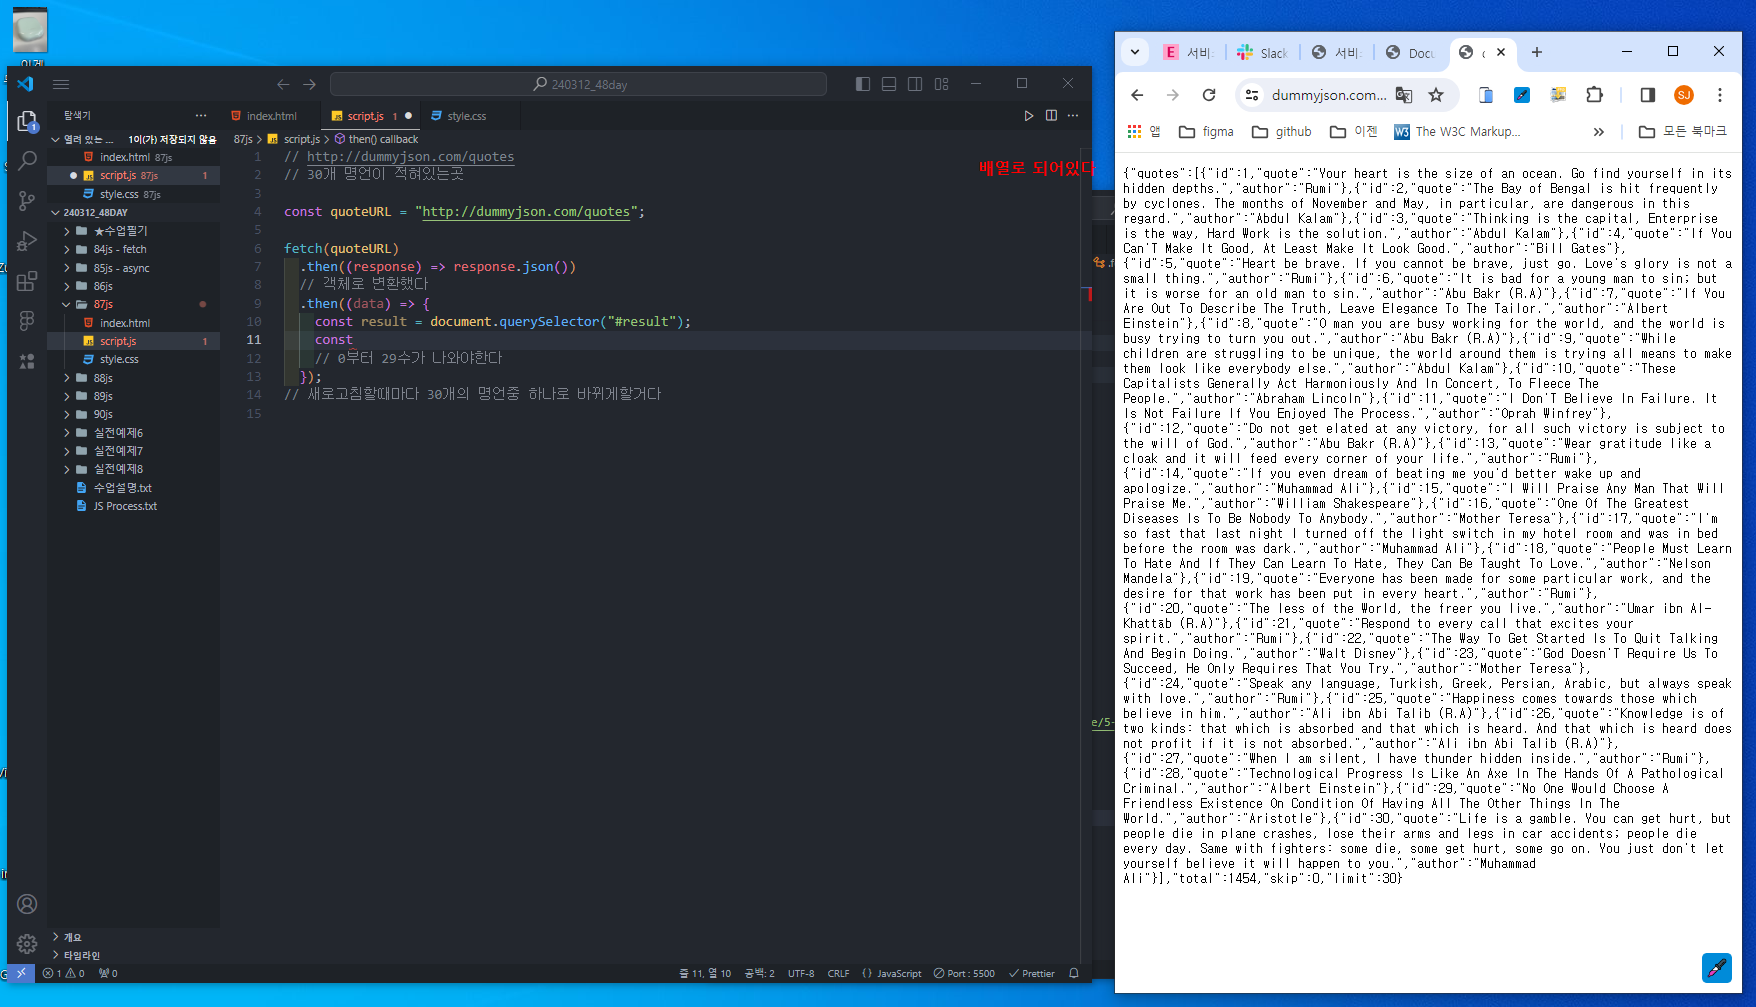 240312_48day
탐색기
index.html
script.js 1
style.css
열려 있는 ... 1이(가) 저장되지 않음
index.html 87js
script.js 87js 1
style.css 87js
240312_48DAY
★수업필기
84js - fetch
85js - async
86js
87js
index.html
script.js 1
style.css
88js
89js
90js
실전예제6
실전예제7
실전예제8
수업설명.txt
JS Process.txt
개요
타임라인
87js > script.js > then() callback
1 // http://dummyjson.com/quotes
2 // 30개 명언이 적혀있는곳
3
4 const quoteURL = "http://dummyjson.com/quotes";
5
6 fetch(quoteURL)
7 .then((response) => response.json())
8 // 객체로 변환했다
9 .then((data) => {
10 const result = document.querySelector("#result");
11 const
12 // 0부터 29수가 나와야한다
13 });
14 // 새로고침할때마다 30개의 명언중 하나로 바뀌게할거다
15
배열로 되어있다
1 0 0
줄 11, 열 10 공백: 2 UTF-8 CRLF {} JavaScript Port : 5500 Prettier
서비 Slack 서비 Docu
dummyjson.com...
SJ
앱 figma github 이젠 W3 The W3C Markup... » 모든 북마크
{"quotes":[{"id":1,"quote":"Your heart is the size of an ocean. Go find yourself in its
hidden depths.","author":"Rumi"},{"id":2,"quote":"The Bay of Bengal is hit frequently
by cyclones. The months of November and May, in particular, are dangerous in this
regard.","author":"Abdul Kalam"},{"id":3,"quote":"Thinking is the capital, Enterprise
is the way, Hard Work is the solution.","author":"Abdul Kalam"},{"id":4,"quote":"If You
Can'T Make It Good, At Least Make It Look Good.","author":"Bill Gates"},
{"id":5,"quote":"Heart be brave. If you cannot be brave, just go. Love's glory is not a
small thing.","author":"Rumi"},{"id":6,"quote":"It is bad for a young man to sin; but
it is worse for an old man to sin.","author":"Abu Bakr (R.A)"},{"id":7,"quote":"If You
Are Out To Describe The Truth, Leave Elegance To The Tailor.","author":"Albert
Einstein"},{"id":8,"quote":"O man you are busy working for the world, and the world is
busy trying to turn you out.","author":"Abu Bakr (R.A)"},{"id":9,"quote":"While
children are struggling to be unique, the world around them is trying all means to make
them look like everybody else.","author":"Abdul Kalam"},{"id":10,"quote":"These
Capitalists Generally Act Harmoniously And In Concert, To Fleece The
People.","author":"Abraham Lincoln"},{"id":11,"quote":"I Don'T Believe In Failure. It
Is Not Failure If You Enjoyed The Process.","author":"Oprah Winfrey"},
{"id":12,"quote":"Do not get elated at any victory, for all such victory is subject to
the will of God.","author":"Abu Bakr (R.A)"},{"id":13,"quote":"Wear gratitude like a
cloak and it will feed every corner of your life.","author":"Rumi"},
{"id":14,"quote":"If you even dream of beating me you'd better wake up and
apologize.","author":"Muhammad Ali"},{"id":15,"quote":"I Will Praise Any Man That Will
Praise Me.","author":"William Shakespeare"},{"id":16,"quote":"One Of The Greatest
Diseases Is To Be Nobody To Anybody.","author":"Mother Teresa"},{"id":17,"quote":"I'm
so fast that last night I turned off the light switch in my hotel room and was in bed
before the room was dark.","author":"Muhammad Ali"},{"id":18,"quote":"People Must Learn
To Hate And If They Can Learn To Hate, They Can Be Taught To Love.","author":"Nelson
Mandela"},{"id":19,"quote":"Everyone has been made for some particular work, and the
desire for that work has been put in every heart.","author":"Rumi"},
{"id":20,"quote":"The less of the World, the freer you live.","author":"Umar ibn Al-
Khattāb (R.A)"},{"id":21,"quote":"Respond to every call that excites your
spirit.","author":"Rumi"},{"id":22,"quote":"The Way To Get Started Is To Quit Talking
And Begin Doing.","author":"Walt Disney"},{"id":23,"quote":"God Doesn'T Require Us To
Succeed, He Only Requires That You Try.","author":"Mother Teresa"},
{"id":24,"quote":"Speak any language, Turkish, Greek, Persian, Arabic, but always speak
with love.","author":"Rumi"},{"id":25,"quote":"Happiness comes towards those which
believe in him.","author":"Ali ibn Abi Talib (R.A)"},{"id":26,"quote":"Knowledge is of
two kinds: that which is absorbed and that which is heard. And that which is heard does
not profit if it is not absorbed.","author":"Ali ibn Abi Talib (R.A)"},
{"id":27,"quote":"When I am silent, I have thunder hidden inside.","author":"Rumi"},
{"id":28,"quote":"Technological Progress Is Like An Axe In The Hands Of A Pathological
Criminal.","author":"Albert Einstein"},{"id":29,"quote":"No One Would Choose A
Friendless Existence On Condition Of Having All The Other Things In The
World.","author":"Aristotle"},{"id":30,"quote":"Life is a gamble. You can get hurt, but
people die in plane crashes, lose their arms and legs in car accidents; people die
every day. Same with fighters: some die, some get hurt, some go on. You just don't let
yourself believe it will happen to you.","author":"Muhammad
Ali"}],"total":1454,"skip":0,"limit":30}